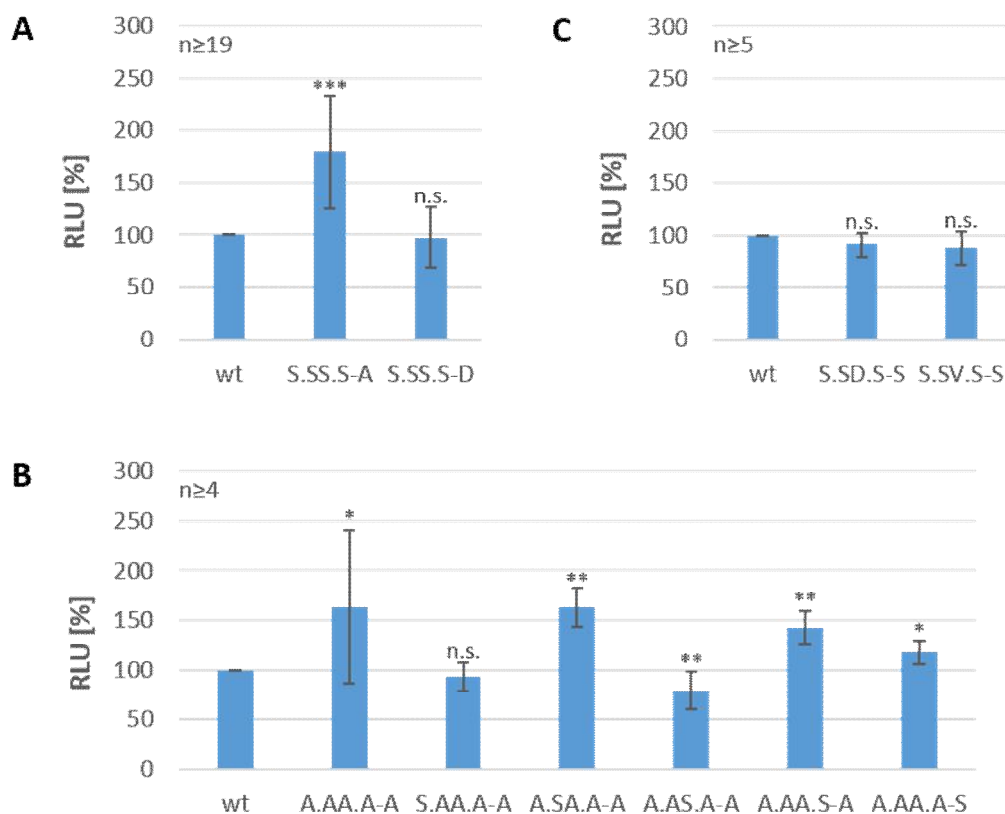 A
n≥19
300
250
200
150
100
50
0
RLU [%]
***
n.s.
wt
S.SS.S-A
S.SS.S-D
C
n≥5
300
250
200
150
100
50
0
RLU [%]
n.s.
n.s.
wt
S.SD.S-S
S.SV.S-S
B
n≥4
300
250
200
150
100
50
0
RLU [%]
*
n.s.
**
**
**
*
wt
A.AA.A-A
S.AA.A-A
A.SA.A-A
A.AS.A-A
A.AA.S-A
A.AA.A-S